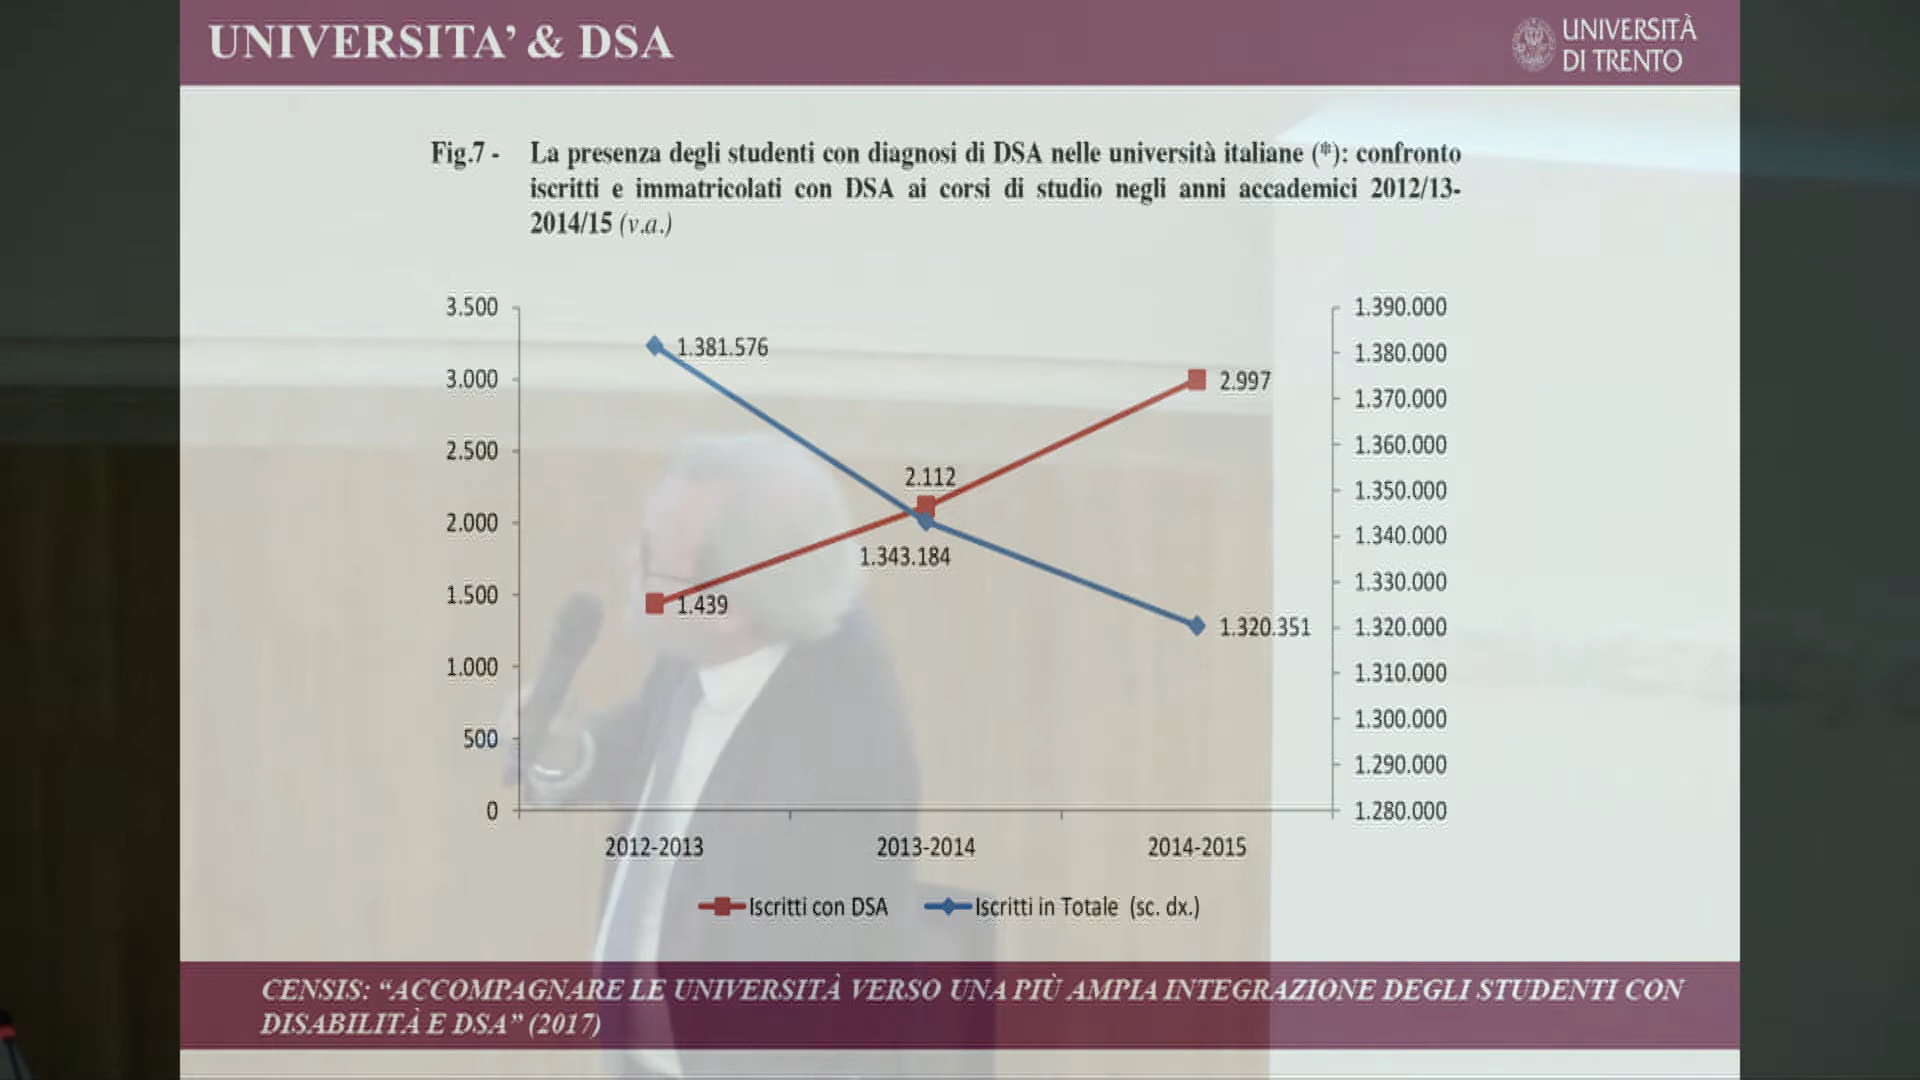 UNIVERSITA’ & DSA
UNIVERSITÀ
DI TRENTO
Fig.7 - La presenza degli studenti con diagnosi di DSA nelle università italiane (*): confronto
iscritti e immatricolati con DSA ai corsi di studio negli anni accademici 2012/13-
2014/15 (v.a.)
3.500
3.000
2.500
2.000
1.500
1.000
500
0
1.390.000
1.380.000
1.370.000
1.360.000
1.350.000
1.340.000
1.330.000
1.320.000
1.310.000
1.300.000
1.290.000
1.280.000
1.381.576
2.997
2.112
1.343.184
1.439
1.320.351
2012-2013
2013-2014
2014-2015
Iscritti con DSA
Iscritti in Totale (sc. dx.)
CENSIS: “ACCOMPAGNARE LE UNIVERSITÀ VERSO UNA PIÙ AMPLA INTEGRAZIONE DEGLI STUDENTI CON
DISABILITÀ E DSA” (2017)